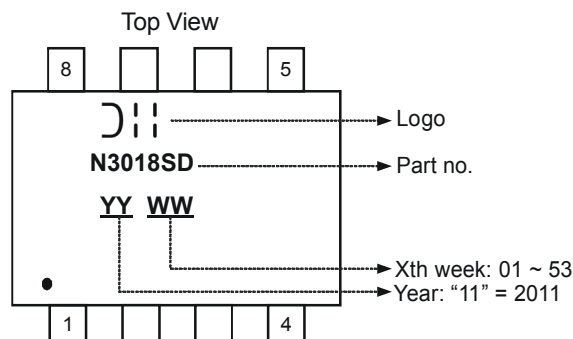 Top View
8
5
Logo
N3018SD
Part no.
YY WW
Xth week: 01 ~ 53
Year: “11” = 2011
1
4